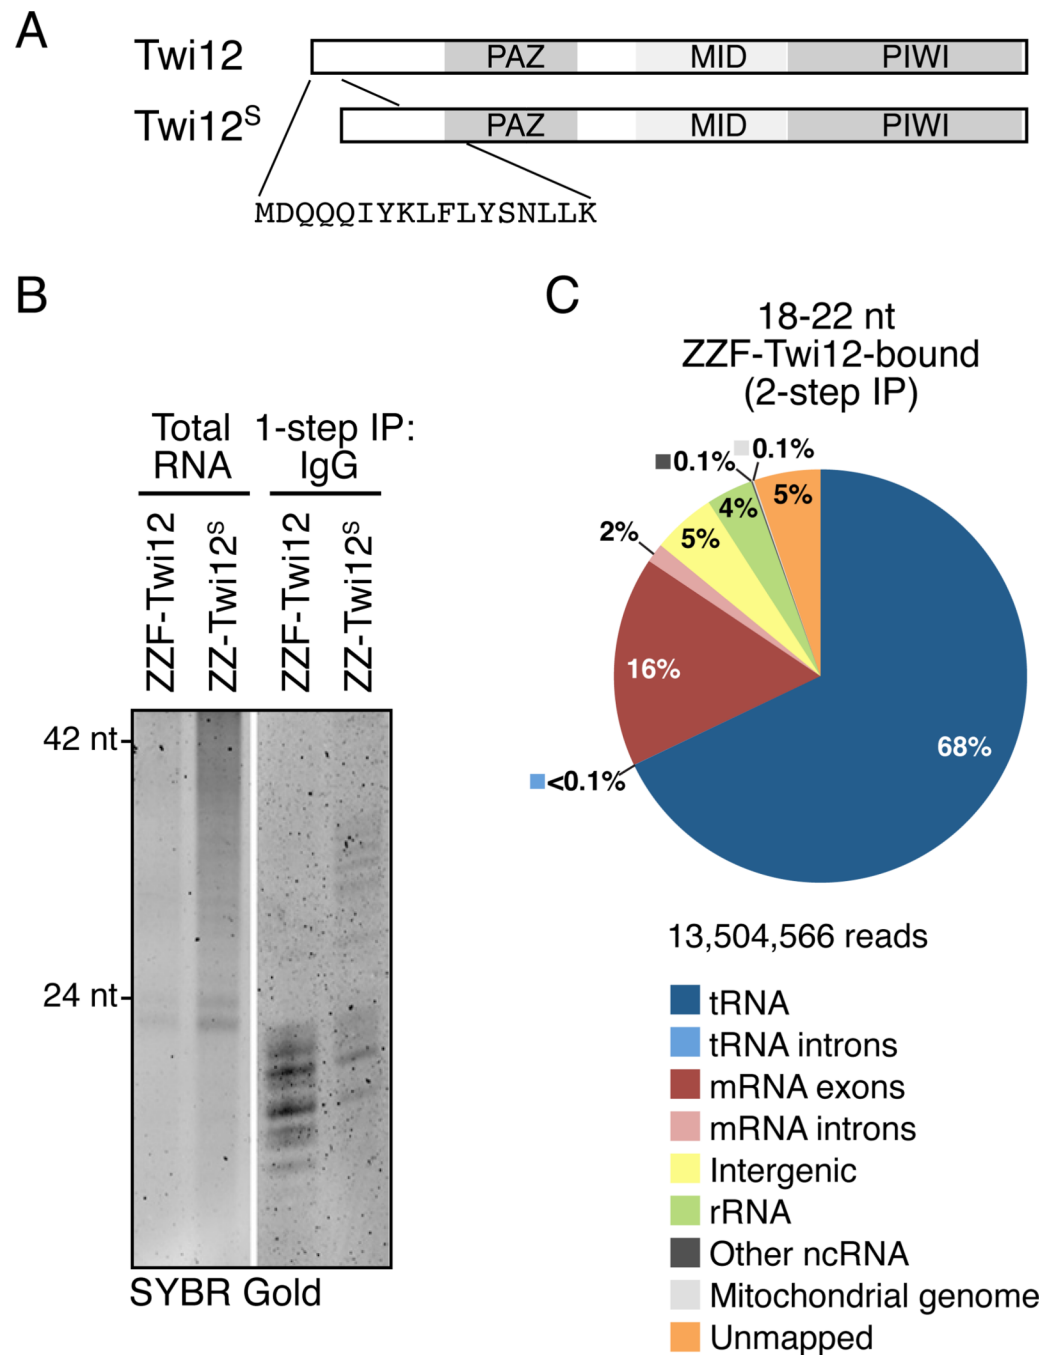 A
Twi12
PAZ MID PIWI
Twi12S
PAZ MID PIWI
MDQQQIYKLFLYSNLLK
B
Total
RNA
1-step IP:
IgG
ZZF-Twi12
ZZ-Twi12S
ZZF-Twi12
ZZ-Twi12S
42 nt
24 nt
SYBR Gold
C
18-22 nt
ZZF-Twi12-bound
(2-step IP)
0.1%
0.1%
5%
4%
5%
2%
16%
68%
<0.1%
13,504,566 reads
tRNA
tRNA introns
mRNA exons
mRNA introns
Intergenic
rRNA
Other ncRNA
Mitochondrial genome
Unmapped